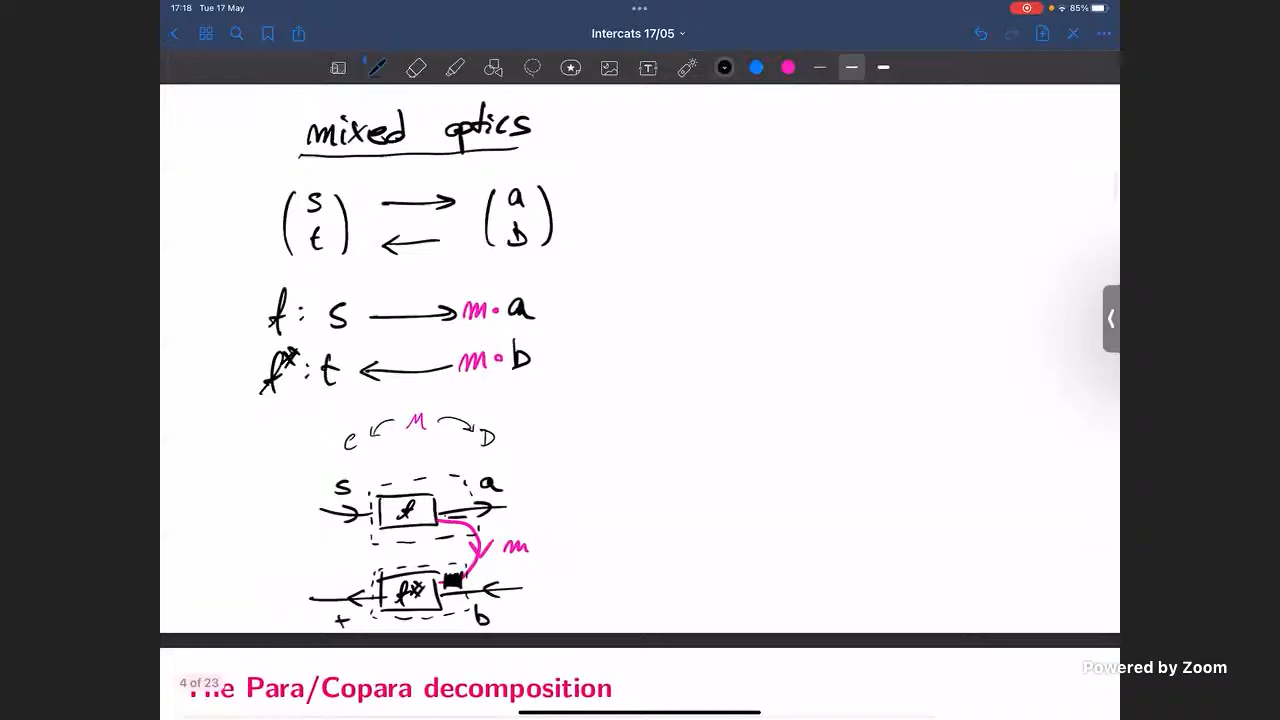 17:18 Tue 17 May
85%
Intercats 17/05
mixed optics
(s t) ⟶ ⟵ (a b)
f : s ⟶ m · a
f* : t ⟵ m · b
M
C D
s a
f
m
f*
t b
4 of 23
The Para/Copara decomposition
Powered by Zoom